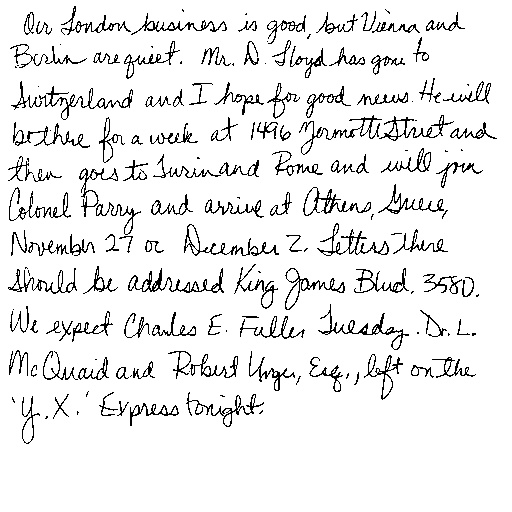 Our London business is good, but Vienna and
Berlin are quiet. Mr. D. Lloyd has gone to
Switzerland and I hope for good news. He will
be there for a week at 1496 Zermott Street and
then goes to Turin and Rome and will join
Colonel Parry and arrive at Athens, Greece,
November 27 or December 2. Letters there
should be addressed King James Blvd. 3580.
We expect Charles E. Fuller Tuesday. Dr. L.
McQuaid and Robert Unger, Esq., left on the
'Y.X.' Express tonight.